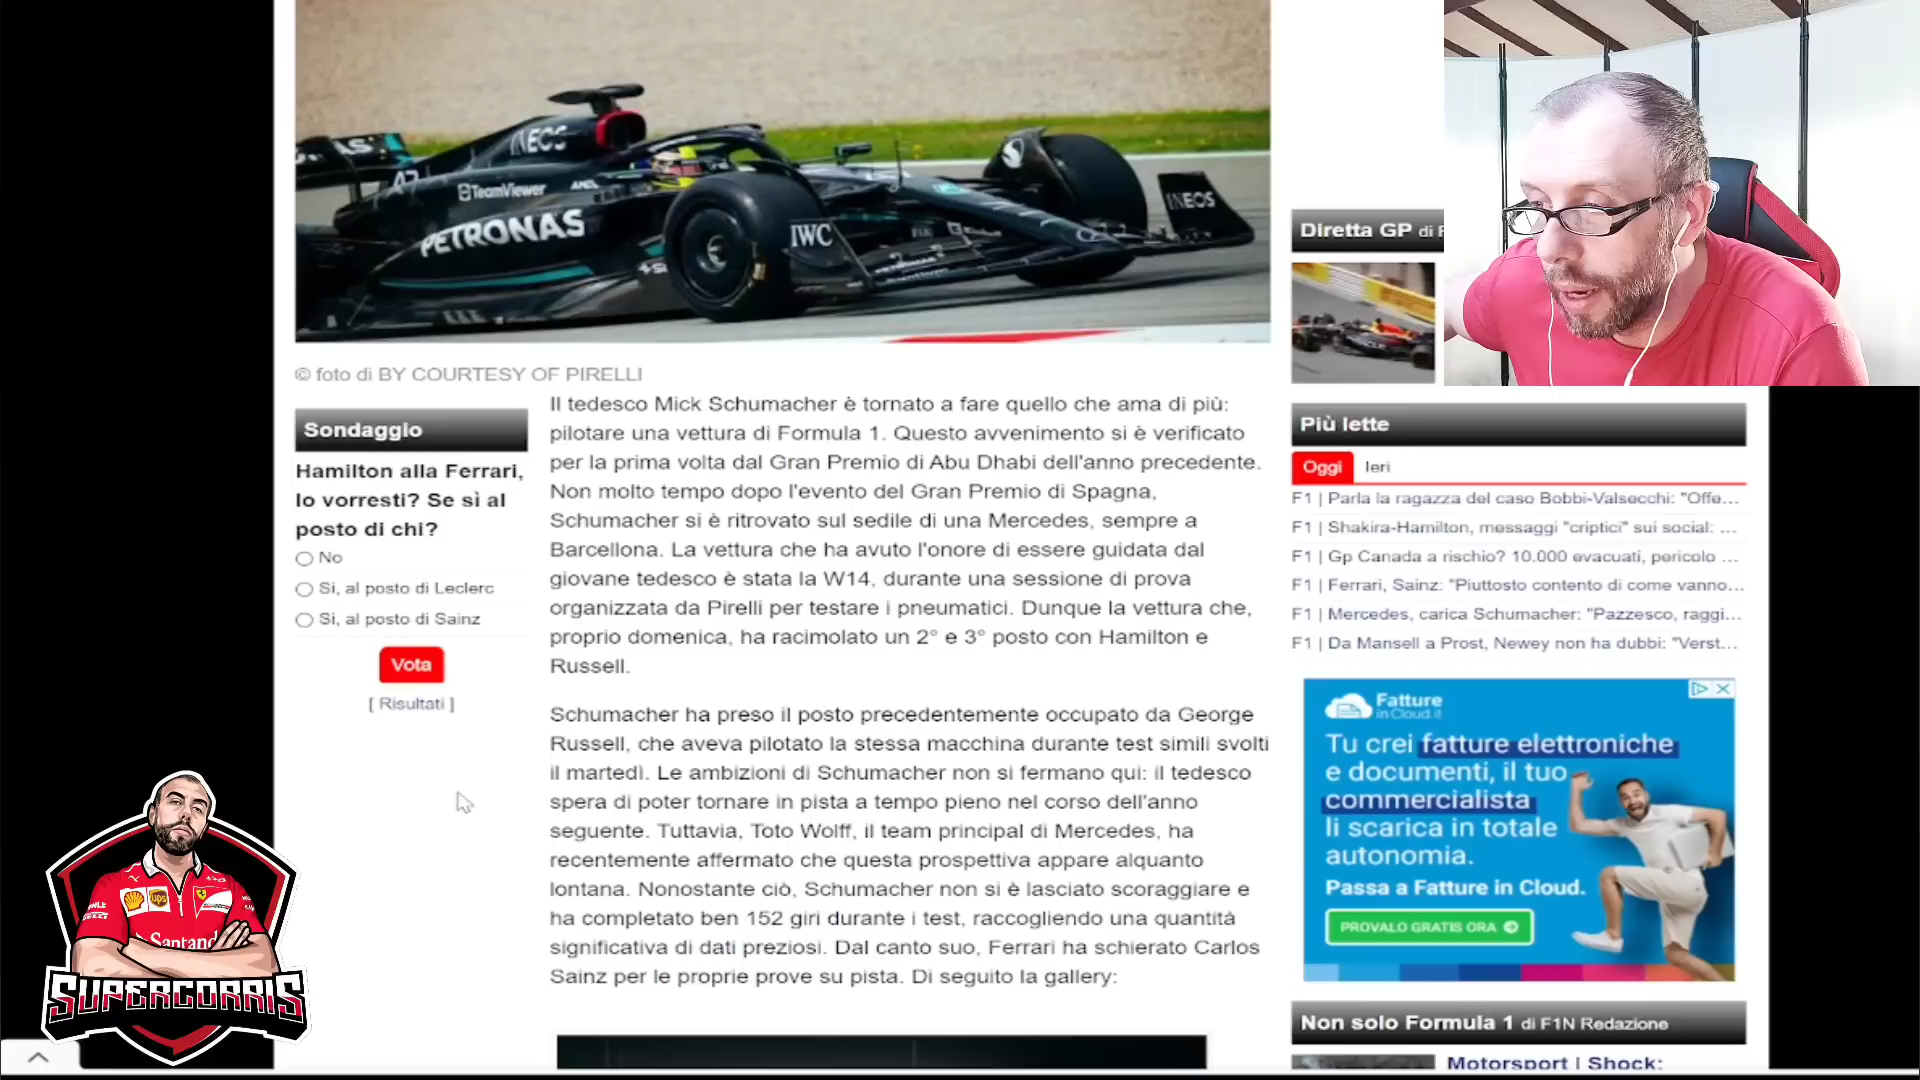 INEOS
TeamViewer
AMD
PETRONAS
IWC
INEOS
© foto di BY COURTESY OF PIRELLI
Sondaggio
Hamilton alla Ferrari,
lo vorresti? Se sì al
posto di chi?
No
Si, al posto di Leclerc
Si, al posto di Sainz
Vota
[ Risultati ]
Il tedesco Mick Schumacher è tornato a fare quello che ama di più:
pilotare una vettura di Formula 1. Questo avvenimento si è verificato
per la prima volta dal Gran Premio di Abu Dhabi dell'anno precedente.
Non molto tempo dopo l'evento del Gran Premio di Spagna,
Schumacher si è ritrovato sul sedile di una Mercedes, sempre a
Barcellona. La vettura che ha avuto l'onore di essere guidata dal
giovane tedesco è stata la W14, durante una sessione di prova
organizzata da Pirelli per testare i pneumatici. Dunque la vettura che,
proprio domenica, ha racimolato un 2° e 3° posto con Hamilton e
Russell.
Schumacher ha preso il posto precedentemente occupato da George
Russell, che aveva pilotato la stessa macchina durante test simili svolti
il martedì. Le ambizioni di Schumacher non si fermano qui: il tedesco
spera di poter tornare in pista a tempo pieno nel corso dell'anno
seguente. Tuttavia, Toto Wolff, il team principal di Mercedes, ha
recentemente affermato che questa prospettiva appare alquanto
lontana. Nonostante ciò, Schumacher non si è lasciato scoraggiare e
ha completato ben 152 giri durante i test, raccogliendo una quantità
significativa di dati preziosi. Dal canto suo, Ferrari ha schierato Carlos
Sainz per le proprie prove su pista. Di seguito la gallery:
Diretta GP di F
Più lette
Oggi Ieri
F1 | Parla la ragazza del caso Bobbi-Valsecchi: "Offe...
F1 | Shakira-Hamilton, messaggi "criptici" sui social: ...
F1 | Gp Canada a rischio? 10.000 evacuati, pericolo ...
F1 | Ferrari, Sainz: "Piuttosto contento di come vanno...
F1 | Mercedes, carica Schumacher: "Pazzesco, raggi...
F1 | Da Mansell a Prost, Newey non ha dubbi: "Verst...
Fatture
in Cloud.it
Tu crei fatture elettroniche
e documenti, il tuo
commercialista
li scarica in totale
autonomia.
Passa a Fatture in Cloud.
PROVALO GRATIS ORA
Non solo Formula 1 di F1N Redazione
Motorsport | Shock:
ups
Santand
SUPERCORRIS